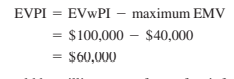 EVPI = EVwPI − maximum EMV
= $100,000 − $40,000
= $60,000